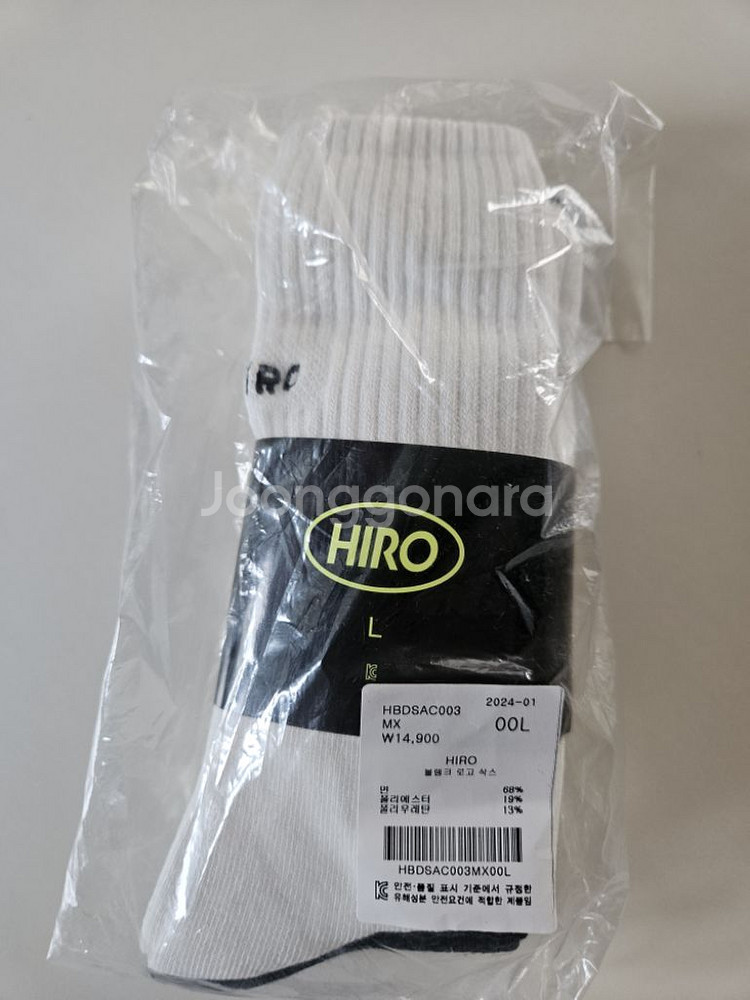 IRO
Joonggonara
HIRO
L
HBDSAC003 2024-01
MX 00L
₩14,900
HIRO
블랭크 로고 삭스
면 68%
폴리에스터 19%
폴리우레탄 13%
HBDSAC003MX00L
안전·품질 표시 기준에서 규정한
유해성분 안전요건에 적합한 제품임